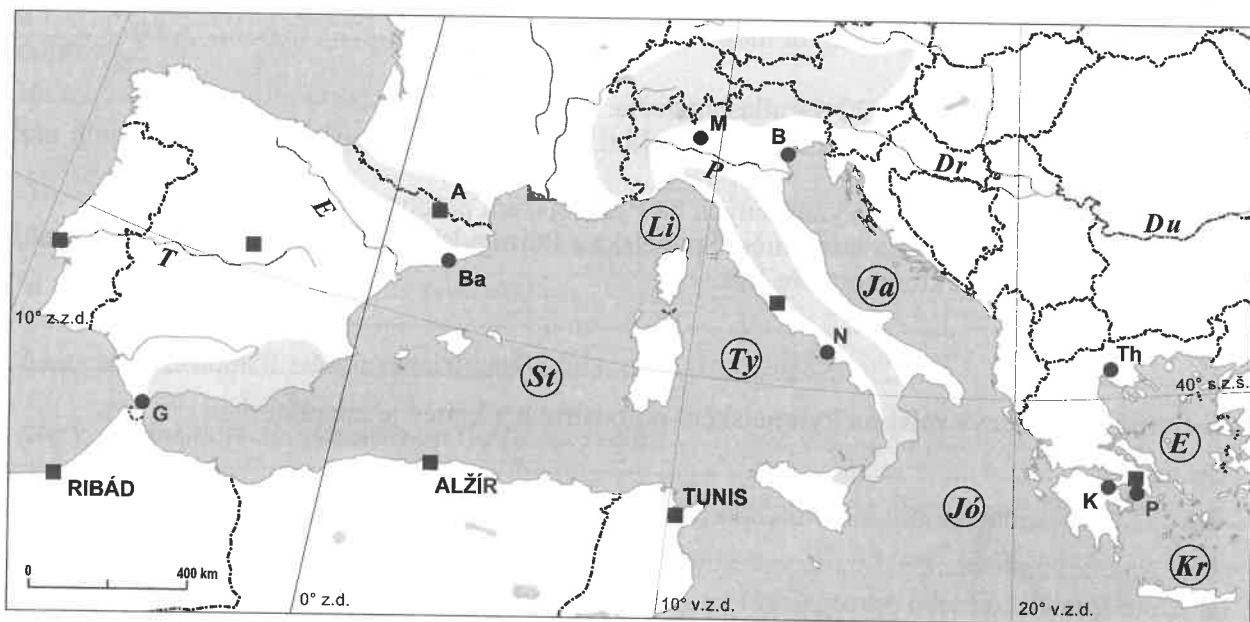 M
B
P
Dr
A
E
Li
Du
T
Ba
Ja
10° z.z.d.
N
Th
Ty
St
40° s.z.š.
G
E
RIBÁD
ALŽÍR
TUNIS
K
P
Jó
Kr
0
400 km
0° z.d.
10° v.z.d.
20° v.z.d.